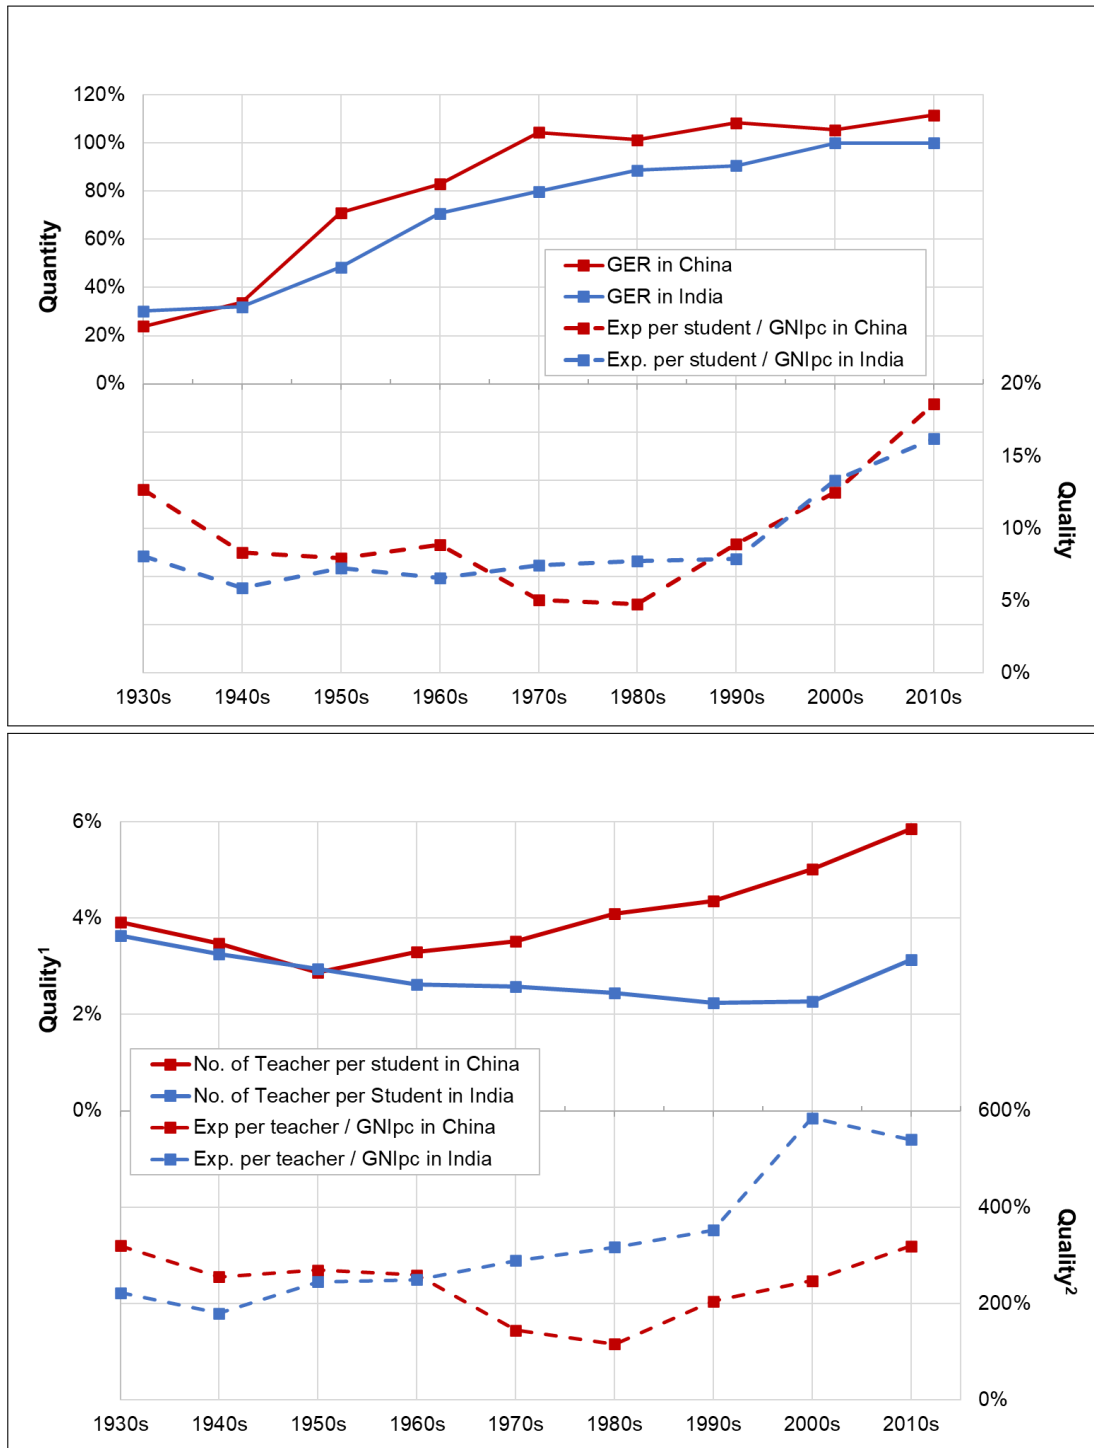 120%
100%
80%
60%
40%
20%
0%
Quantity
GER in China
GER in India
Exp per student / GNIpc in China
Exp. per student / GNIpc in India
20%
15%
10%
5%
0%
Quality
1930s 1940s 1950s 1960s 1970s 1980s 1990s 2000s 2010s
6%
4%
2%
0%
Quality¹
No. of Teacher per student in China
No. of Teacher per Student in India
Exp per teacher / GNIpc in China
Exp. per teacher / GNIpc in India
600%
400%
200%
0%
Quality²
1930s 1940s 1950s 1960s 1970s 1980s 1990s 2000s 2010s